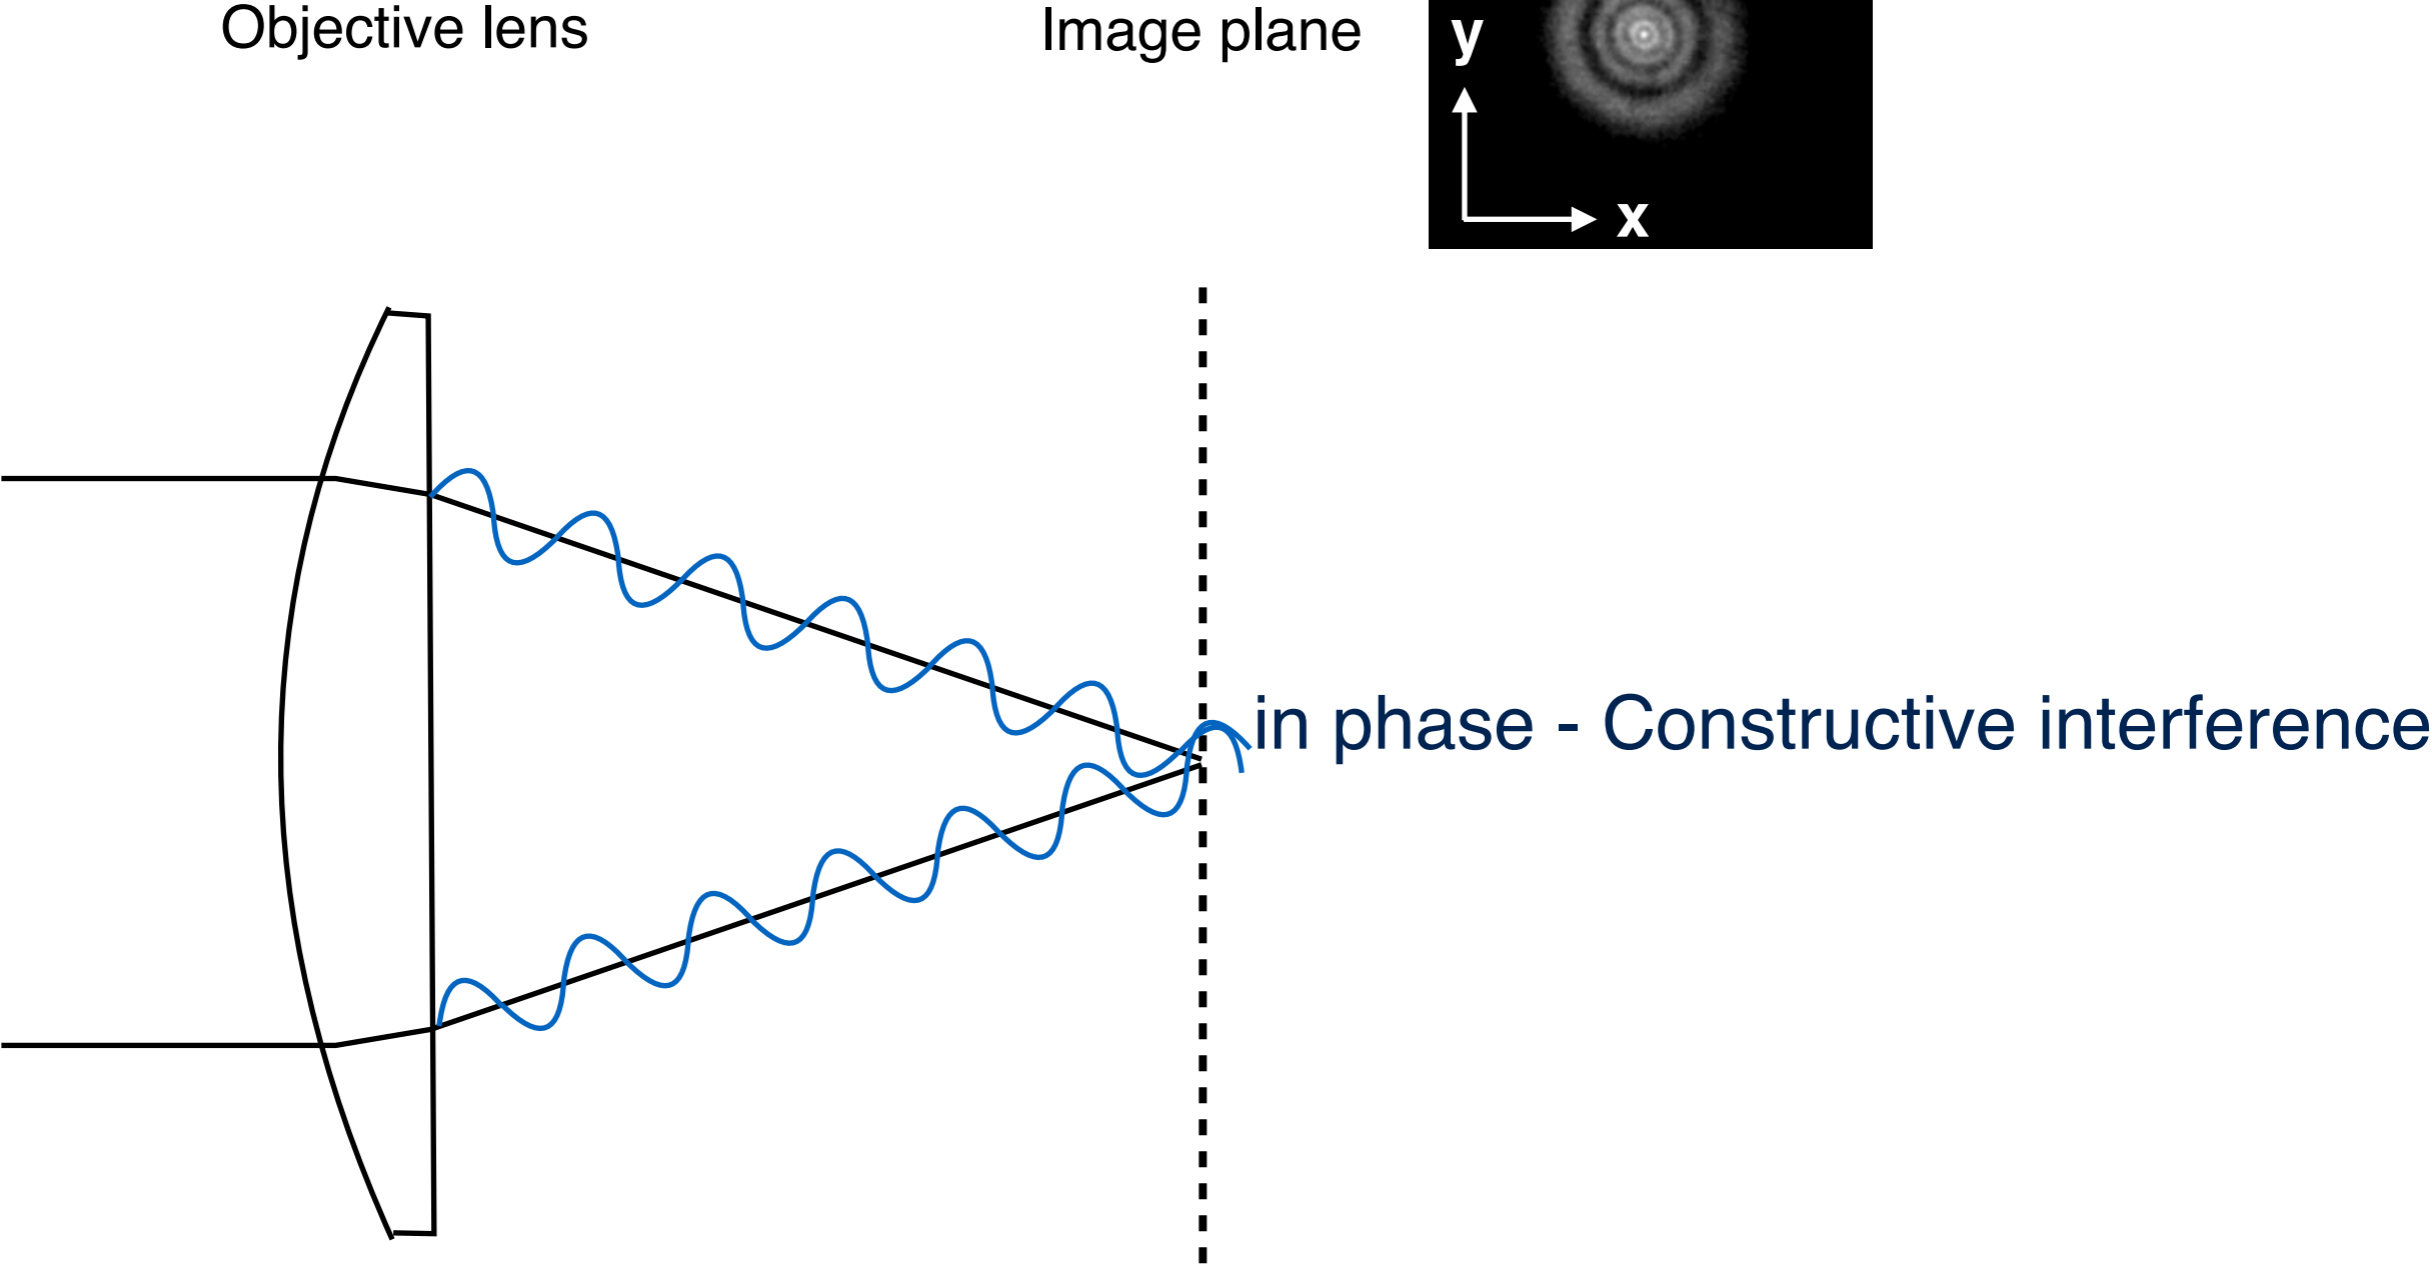 Objective lens
Image plane
y
x
in phase - Constructive interference